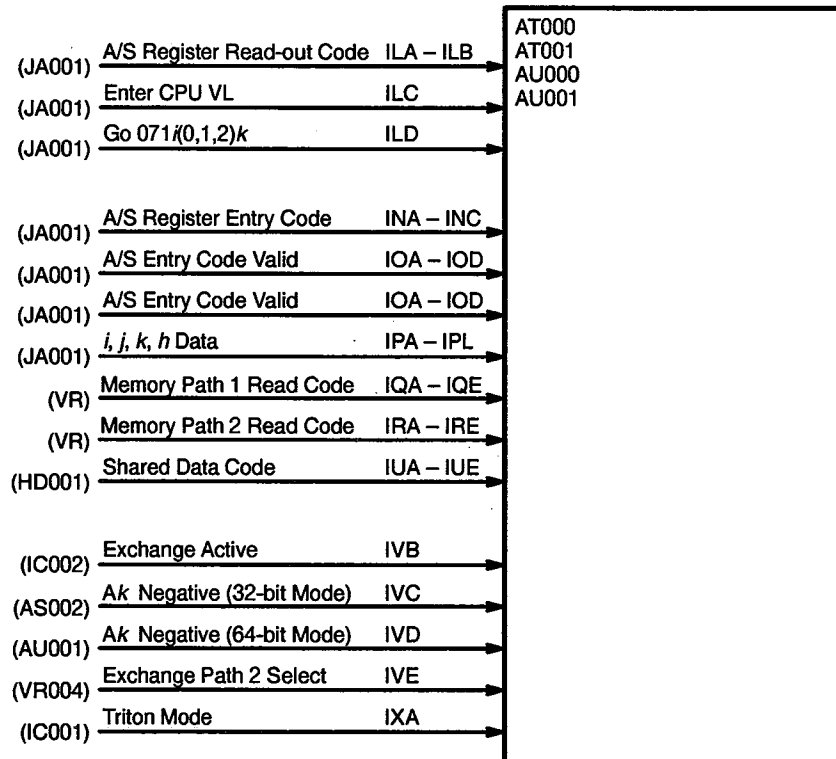 AT000
AT001
AU000
AU001
(JA001) A/S Register Read-out Code ILA – ILB
(JA001) Enter CPU VL ILC
(JA001) Go 071i(0,1,2)k ILD
(JA001) A/S Register Entry Code INA – INC
(JA001) A/S Entry Code Valid IOA – IOD
(JA001) A/S Entry Code Valid IOA – IOD
(JA001) i, j, k, h Data IPA – IPL
(VR) Memory Path 1 Read Code IQA – IQE
(VR) Memory Path 2 Read Code IRA – IRE
(HD001) Shared Data Code IUA – IUE
(IC002) Exchange Active IVB
(AS002) Ak Negative (32-bit Mode) IVC
(AU001) Ak Negative (64-bit Mode) IVD
(VR004) Exchange Path 2 Select IVE
(IC001) Triton Mode IXA